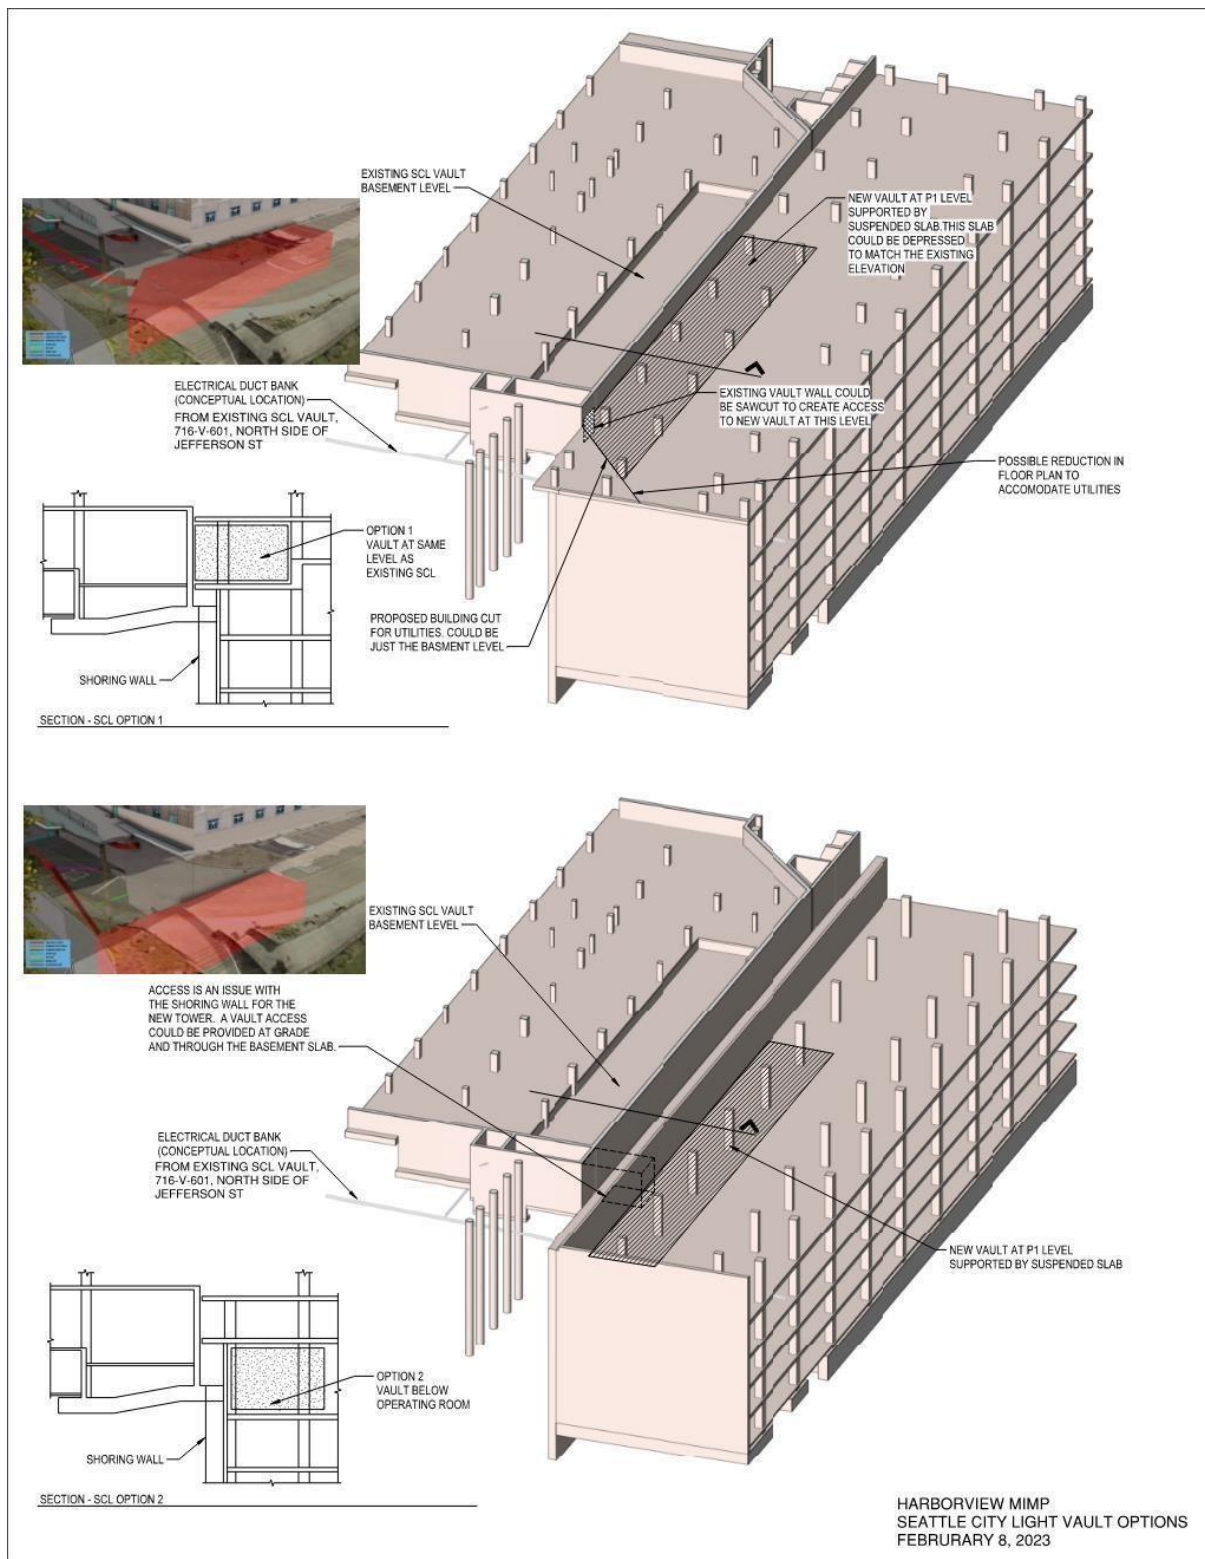 EXISTING SCL VAULT
BASEMENT LEVEL
NEW VAULT AT P1 LEVEL
SUPPORTED BY
SUSPENDED SLAB.THIS SLAB
COULD BE DEPRESSED
TO MATCH THE EXISTING
ELEVATION
ELECTRICAL DUCT BANK
(CONCEPTUAL LOCATION)
FROM EXISTING SCL VAULT,
716-V-601, NORTH SIDE OF
JEFFERSON ST
EXISTING VAULT WALL COULD
BE SAWCUT TO CREATE ACCESS
TO NEW VAULT AT THIS LEVEL
POSSIBLE REDUCTION IN
FLOOR PLAN TO
ACCOMODATE UTILITIES
OPTION 1
VAULT AT SAME
LEVEL AS
EXISTING SCL
PROPOSED BUILDING CUT
FOR UTILITIES. COULD BE
JUST THE BASMENT LEVEL
SHORING WALL
SECTION - SCL OPTION 1
EXISTING SCL VAULT
BASEMENT LEVEL
ACCESS IS AN ISSUE WITH
THE SHORING WALL FOR THE
NEW TOWER. A VAULT ACCESS
COULD BE PROVIDED AT GRADE
AND THROUGH THE BASEMENT SLAB.
ELECTRICAL DUCT BANK
(CONCEPTUAL LOCATION)
FROM EXISTING SCL VAULT,
716-V-601, NORTH SIDE OF
JEFFERSON ST
NEW VAULT AT P1 LEVEL
SUPPORTED BY SUSPENDED SLAB
OPTION 2
VAULT BELOW
OPERATING ROOM
SHORING WALL
SECTION - SCL OPTION 2
HARBORVIEW MIMP
SEATTLE CITY LIGHT VAULT OPTIONS
FEBRURARY 8, 2023